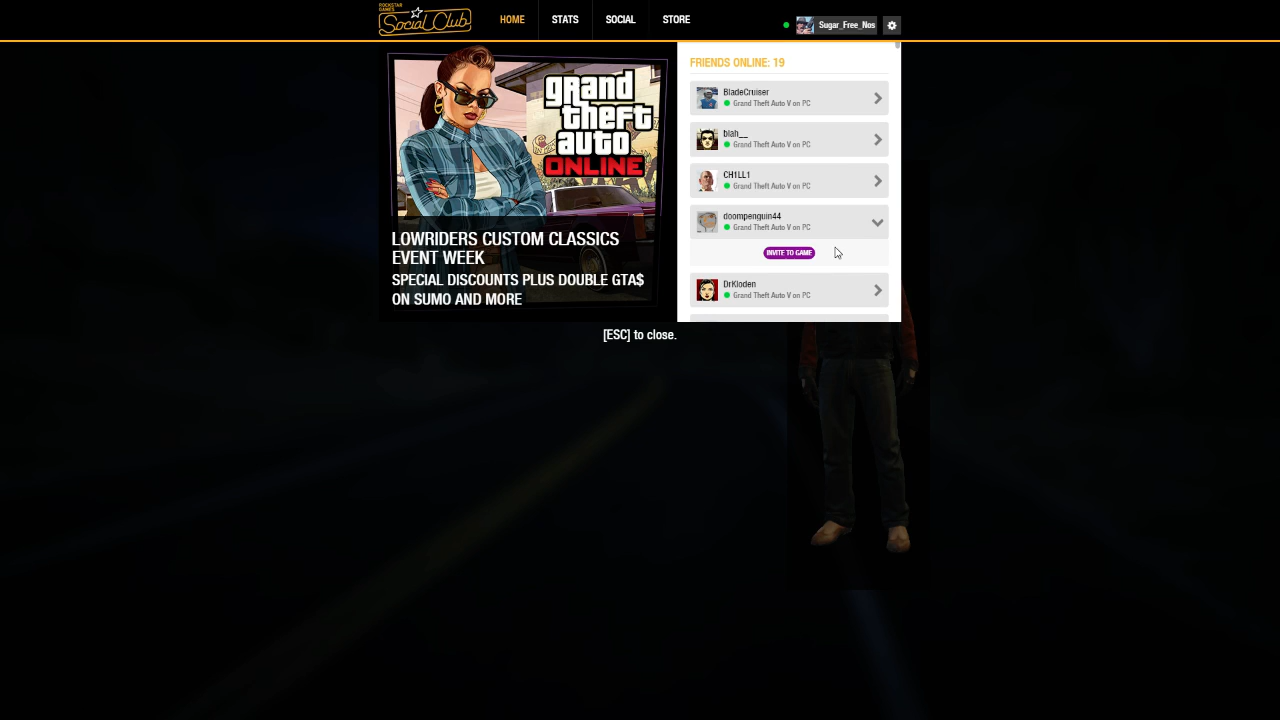 ROCKSTAR
GAMES
Social Club
HOME
STATS
SOCIAL
STORE
Sugar_Free_Nos
grand
theft
auto
ONLINE
LOWRIDERS CUSTOM CLASSICS
EVENT WEEK
SPECIAL DISCOUNTS PLUS DOUBLE GTA$
ON SUMO AND MORE
FRIENDS ONLINE: 19
BladeCruiser
Grand Theft Auto V on PC
blah__
Grand Theft Auto V on PC
CH1LL1
Grand Theft Auto V on PC
doompenguin44
Grand Theft Auto V on PC
INVITE TO GAME
DrKloden
Grand Theft Auto V on PC
[ESC] to close.